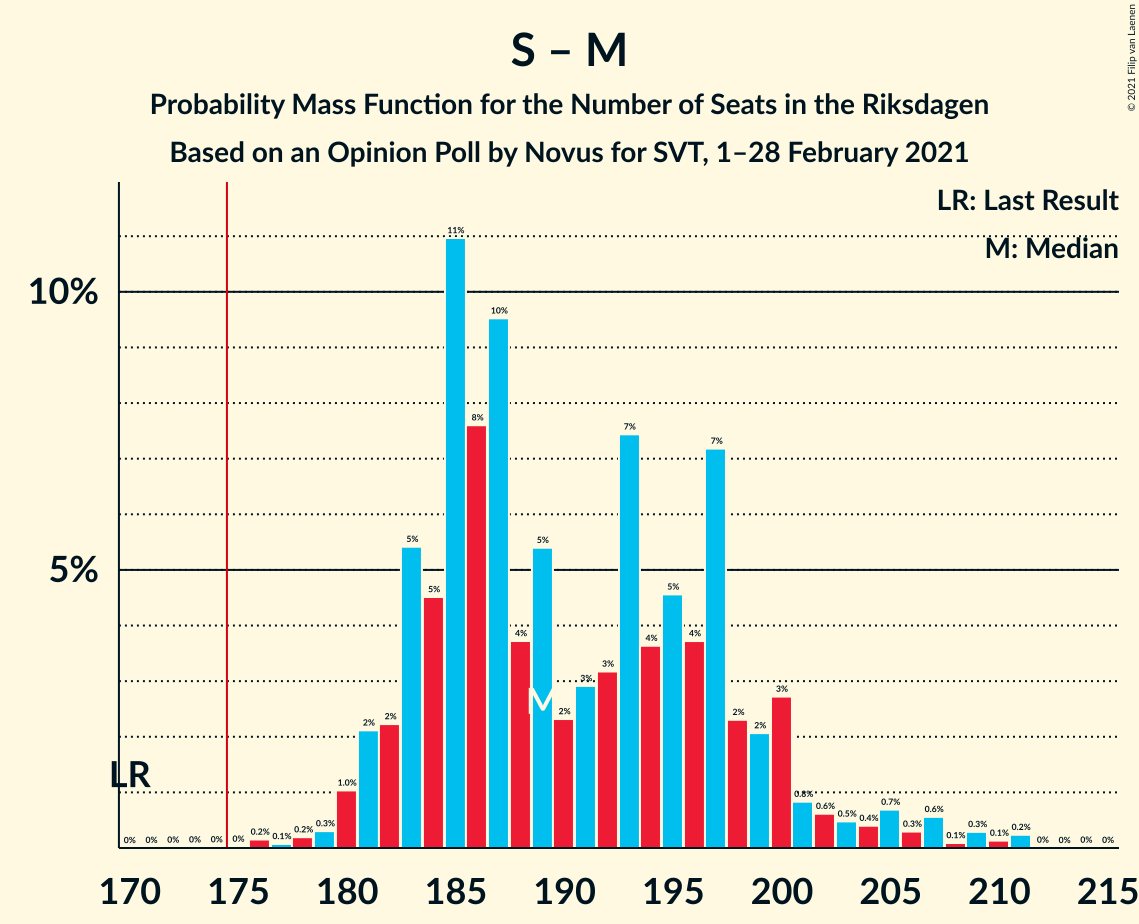 S – M
Probability Mass Function for the Number of Seats in the Riksdagen
Based on an Opinion Poll by Novus for SVT, 1–28 February 2021
© 2021 Filip van Laenen
LR: Last Result
M: Median
10%
5%
LR
M
0% 0% 0% 0% 0% 0% 0.2% 0.1% 0.2% 0.3% 1.0% 2% 2% 5% 5% 11% 8% 10% 4% 5% 2% 3% 3% 7% 4% 5% 4% 7% 2% 2% 3% 0.8% 0.6% 0.5% 0.4% 0.7% 0.3% 0.6% 0.1% 0.3% 0.1% 0.2% 0% 0% 0% 0%
170 175 180 185 190 195 200 205 210 215